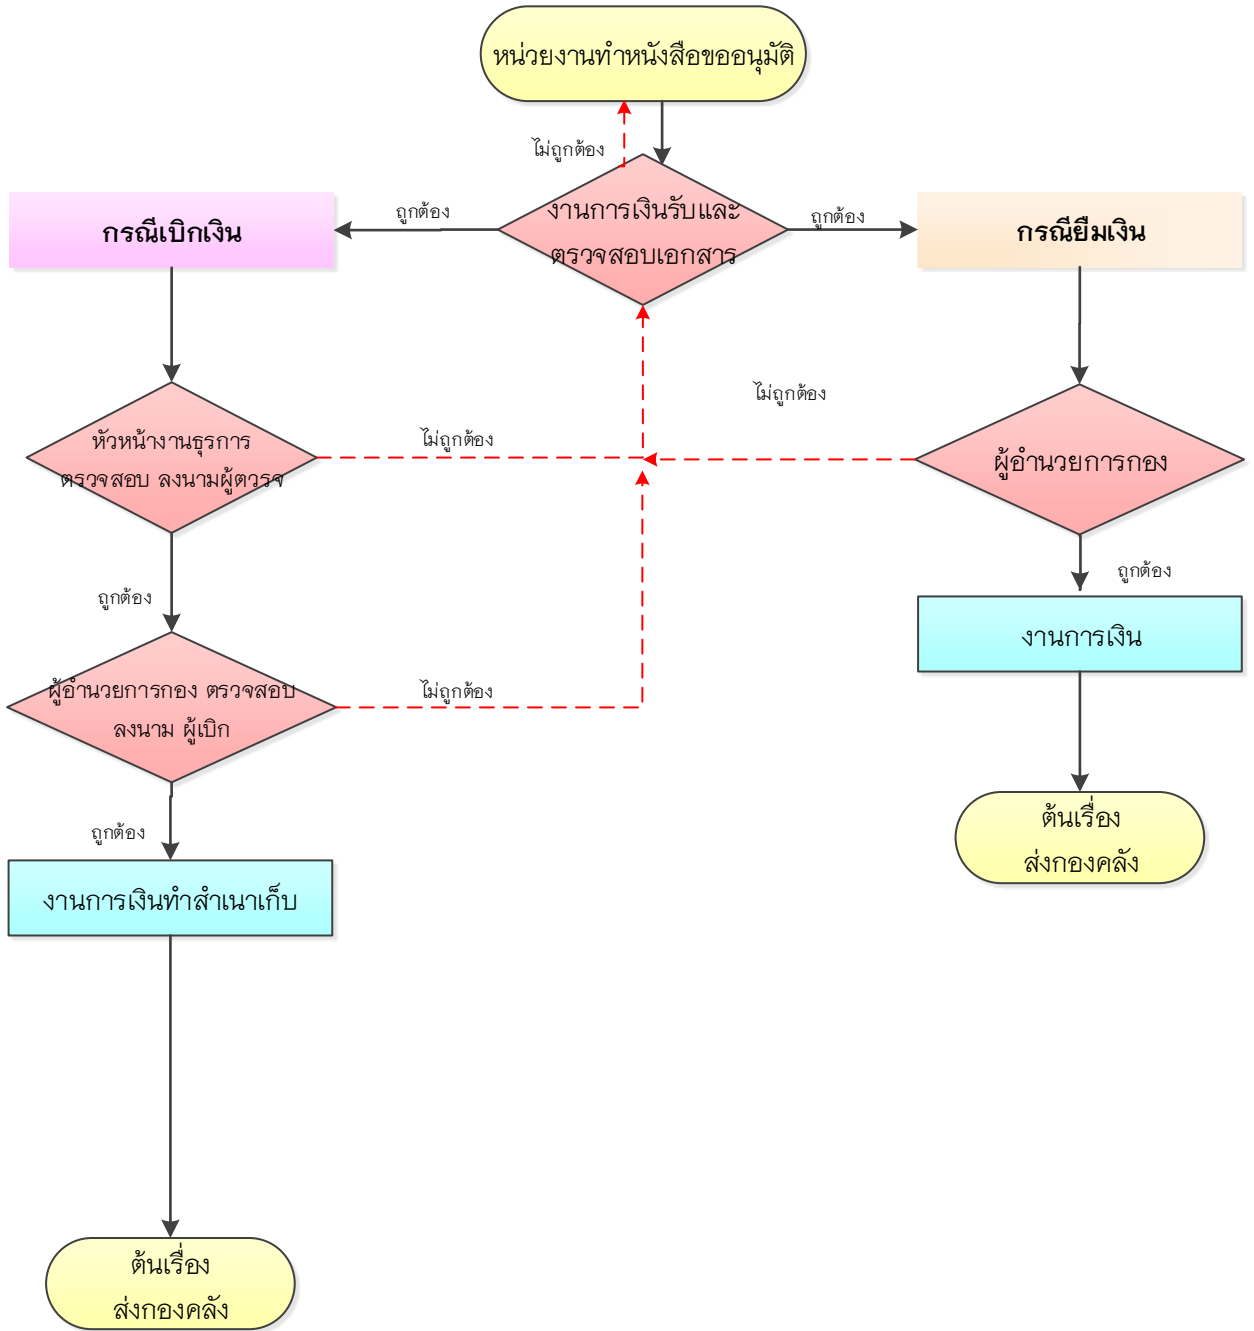 หน่วยงานทำหนังสือขออนุมัติ
ไม่ถูกต้อง
งานการเงินรับและ
ตรวจสอบเอกสาร
ถูกต้อง
ถูกต้อง
กรณีเบิกเงิน
กรณียืมเงิน
ไม่ถูกต้อง
หัวหน้างานธุรการ
ตรวจสอบ ลงนามผู้ตวรจ
ไม่ถูกต้อง
ผู้อำนวยการกอง
ถูกต้อง
ถูกต้อง
งานการเงิน
ผู้อำนวยการกอง ตรวจสอบ
ลงนาม ผู้เบิก
ไม่ถูกต้อง
ต้นเรื่อง
ส่งกองคลัง
ถูกต้อง
งานการเงินทำสำเนาเก็บ
ต้นเรื่อง
ส่งกองคลัง